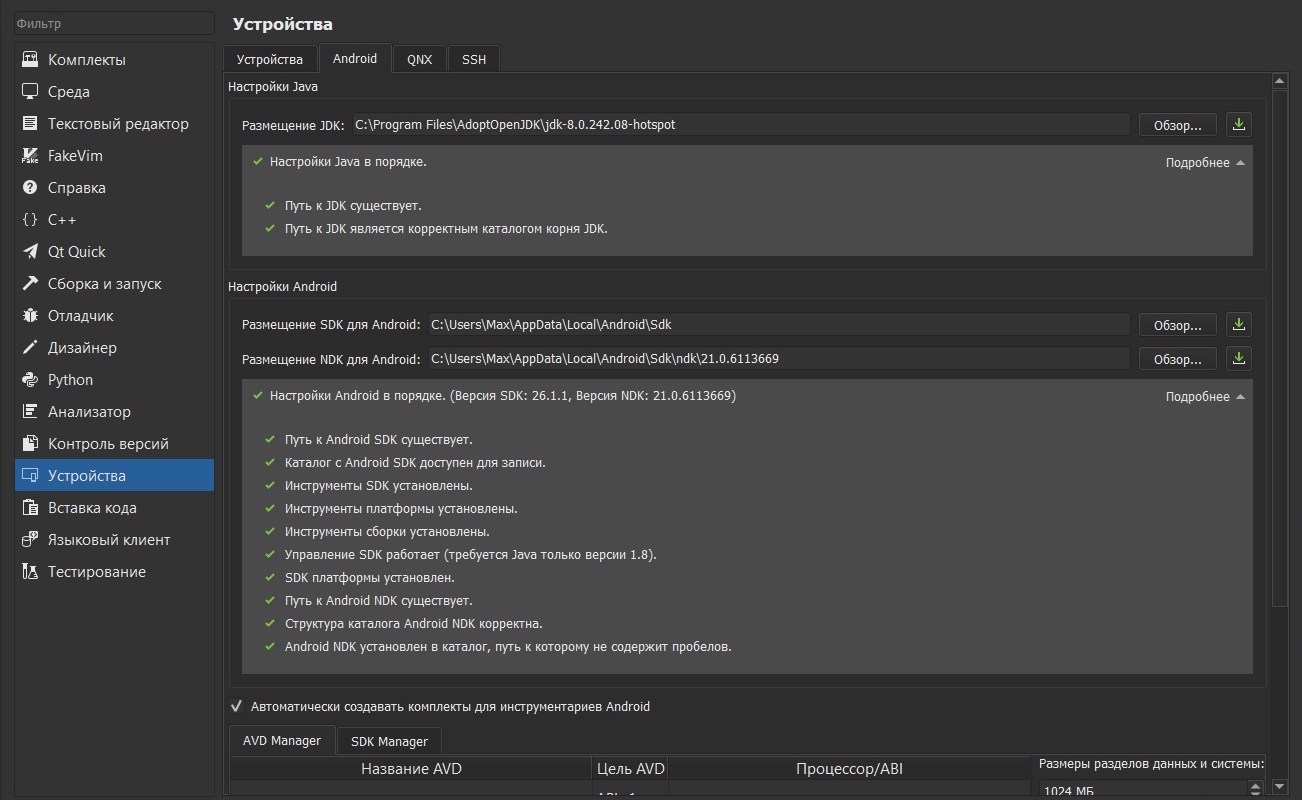 Фильтр
Комплекты
Среда
Текстовый редактор
FakeVim
Справка
C++
Qt Quick
Сборка и запуск
Отладчик
Дизайнер
Python
Анализатор
Контроль версий
Устройства
Вставка кода
Языковый клиент
Тестирование
Устройства
Устройства Android QNX SSH
Настройки Java
Размещение JDK: C:\Program Files\AdoptOpenJDK\jdk-8.0.242.08-hotspot Обзор...
Настройки Java в порядке. Подробнее
Путь к JDK существует.
Путь к JDK является корректным каталогом корня JDK.
Настройки Android
Размещение SDK для Android: C:\Users\Max\AppData\Local\Android\Sdk Обзор...
Размещение NDK для Android: C:\Users\Max\AppData\Local\Android\Sdk\ndk\21.0.6113669 Обзор...
Настройки Android в порядке. (Версия SDK: 26.1.1, Версия NDK: 21.0.6113669) Подробнее
Путь к Android SDK существует.
Каталог с Android SDK доступен для записи.
Инструменты SDK установлены.
Инструменты платформы установлены.
Инструменты сборки установлены.
Управление SDK работает (требуется Java только версии 1.8).
SDK платформы установлен.
Путь к Android NDK существует.
Структура каталога Android NDK корректна.
Android NDK установлен в каталог, путь к которому не содержит пробелов.
Автоматически создавать комплекты для инструментариев Android
AVD Manager SDK Manager
Название AVD Цель AVD Процессор/ABI Размеры разделов данных и системы:
1024 МБ